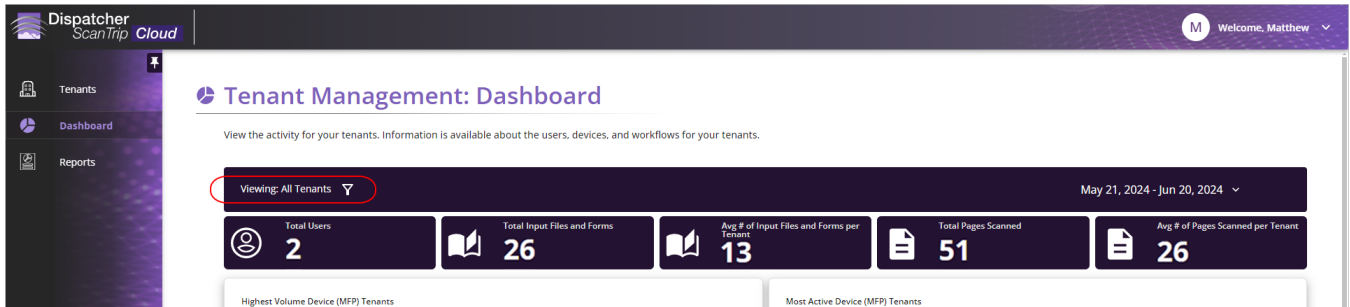 Dispatcher
ScanTrip Cloud
M Welcome, Matthew
Tenants
Dashboard
Reports
Tenant Management: Dashboard
View the activity for your tenants. Information is available about the users, devices, and workflows for your tenants.
Viewing: All Tenants
May 21, 2024 - Jun 20, 2024
Total Users
2
Total Input Files and Forms
26
Avg # of Input Files and Forms per
Tenant
13
Total Pages Scanned
51
Avg # of Pages Scanned per Tenant
26
Highest Volume Device (MFP) Tenants
Most Active Device (MFP) Tenants